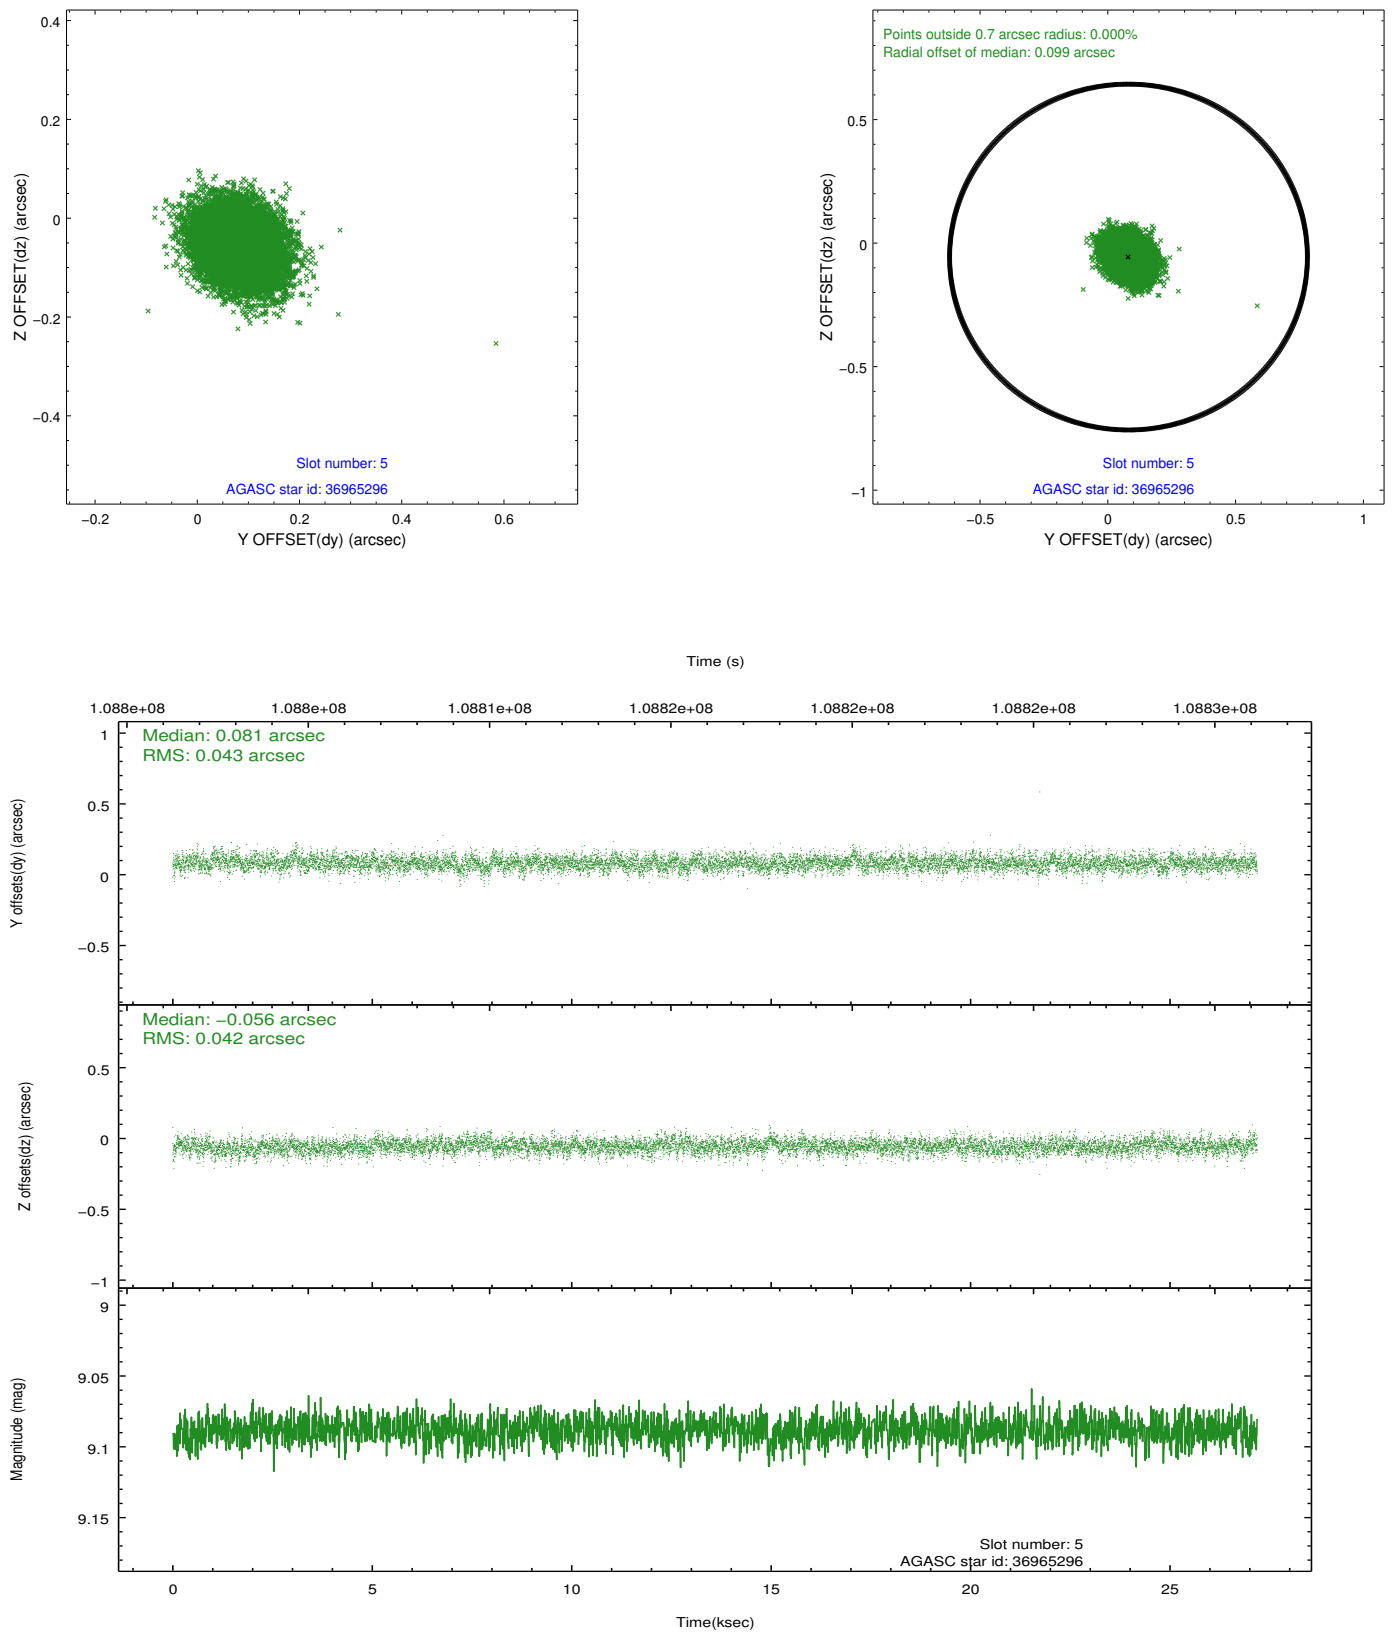 0.4
0.2
0
−0.2
−0.4
−0.2
0
0.2
0.4
0.6
Z OFFSET(dz) (arcsec)
Y OFFSET(dy) (arcsec)
Slot number: 5
AGASC star id: 36965296
Points outside 0.7 arcsec radius: 0.000%
Radial offset of median: 0.099 arcsec
0.5
0
−0.5
−1
−0.5
0
0.5
1
Z OFFSET(dz) (arcsec)
Y OFFSET(dy) (arcsec)
Slot number: 5
AGASC star id: 36965296
Time (s)
1.088e+08
1.088e+08
1.0881e+08
1.0882e+08
1.0882e+08
1.0882e+08
1.0883e+08
Median: 0.081 arcsec
RMS: 0.043 arcsec
1
0.5
0
−0.5
Y offsets(dy) (arcsec)
Median: −0.056 arcsec
RMS: 0.042 arcsec
0.5
0
−0.5
−1
Z offsets(dz) (arcsec)
9
9.05
9.1
9.15
Magnitude (mag)
Slot number: 5
AGASC star id: 36965296
0
5
10
15
20
25
Time(ksec)